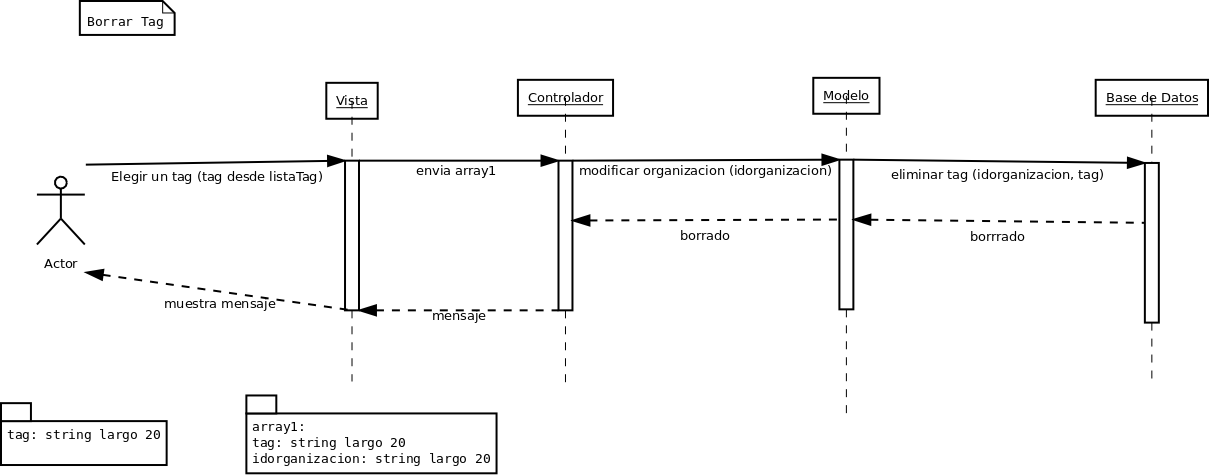 Borrar Tag
Vista
Controlador
Modelo
Base de Datos
Elegir un tag (tag desde listaTag)
envia array1
modificar organizacion (idorganizacion)
eliminar tag (idorganizacion, tag)
borrado
borrrado
Actor
muestra mensaje
mensaje
tag: string largo 20
array1:
tag: string largo 20
idorganizacion: string largo 20